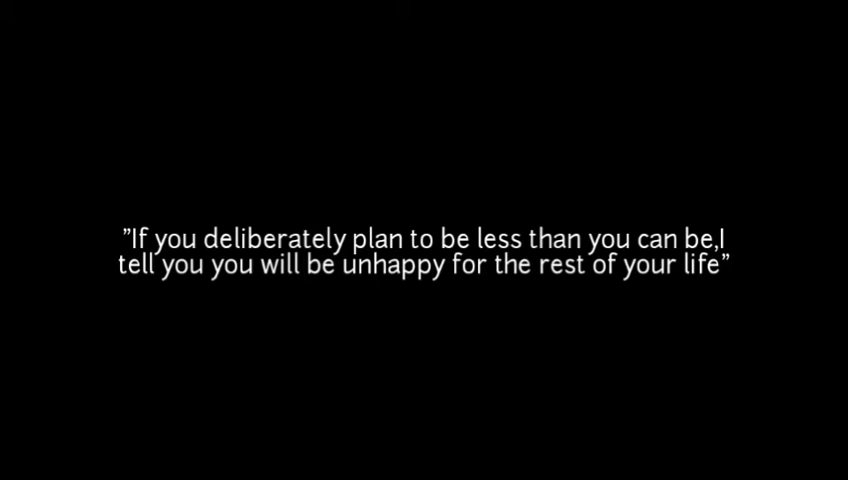 ”If you deliberately plan to be less than you can be,I
tell you you will be unhappy for the rest of your life”